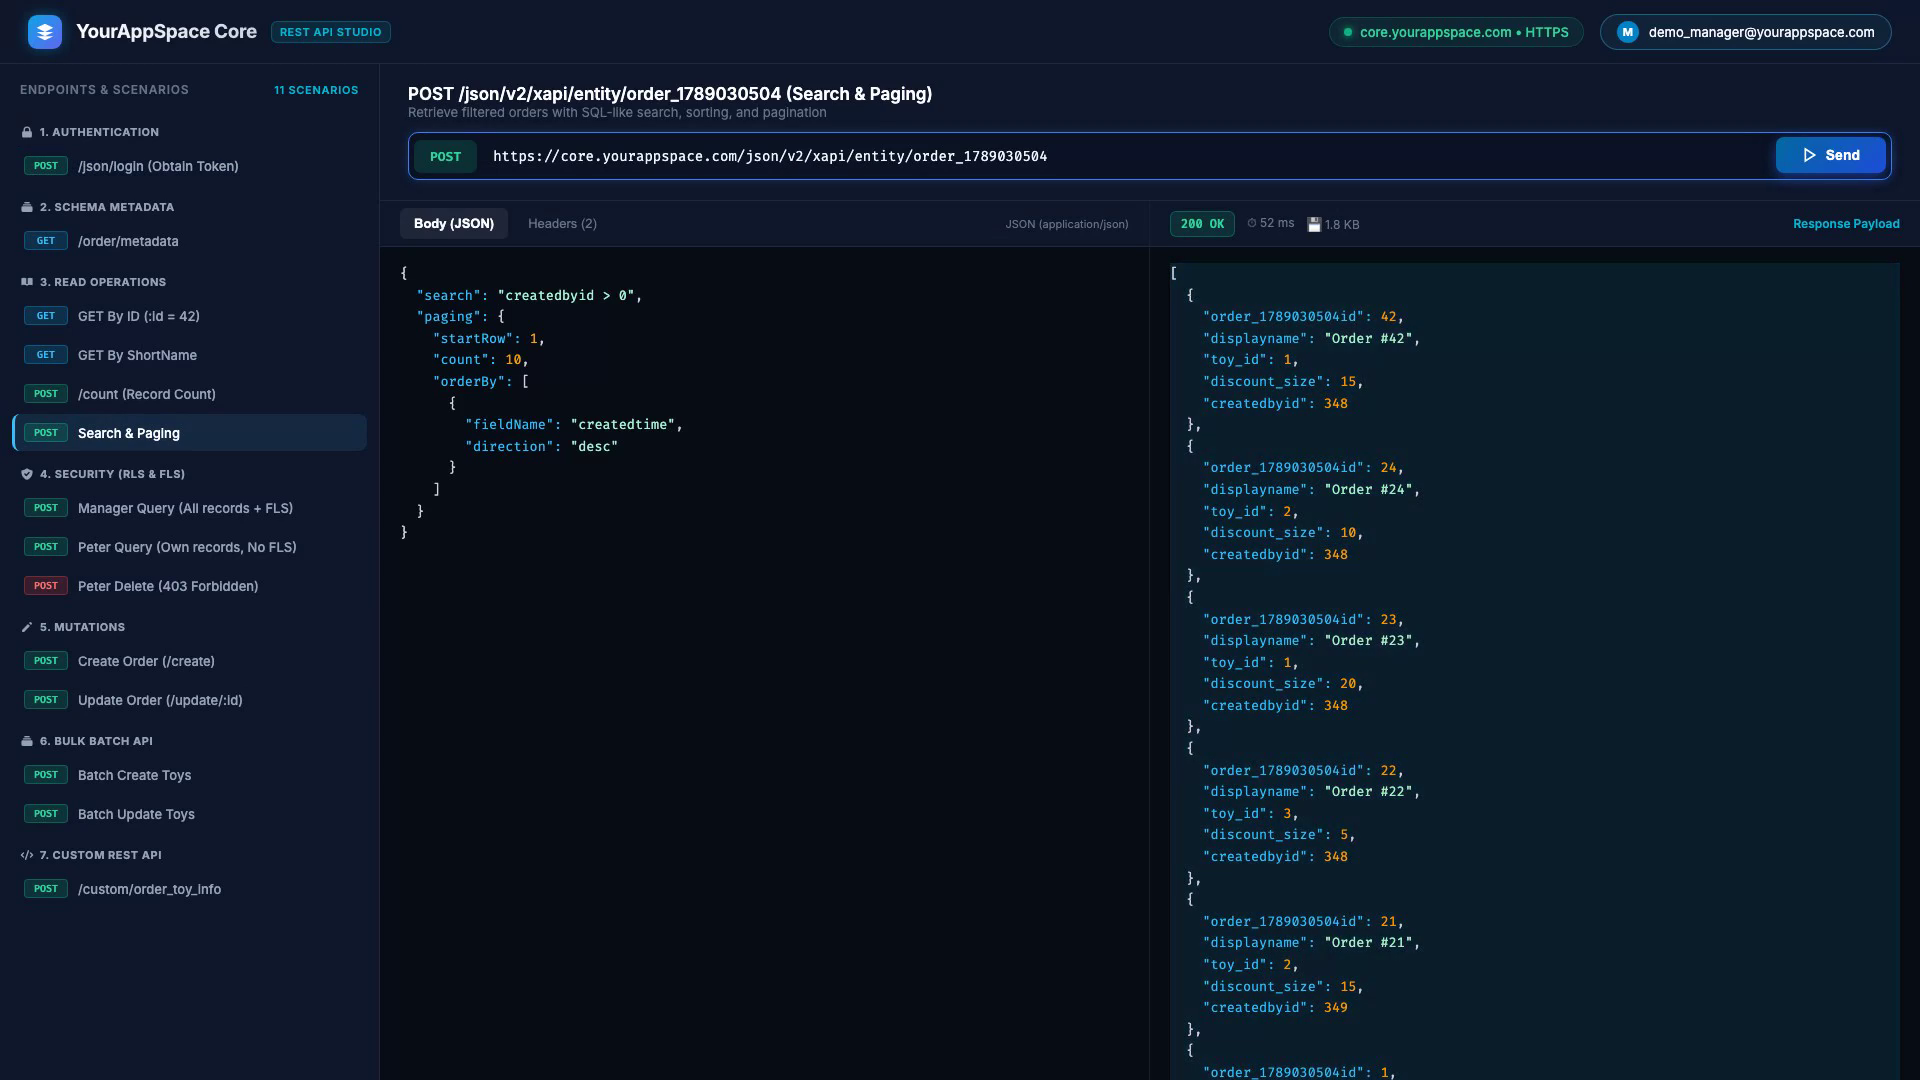 YourAppSpace Core
REST API STUDIO
core.yourappspace.com • HTTPS
M
demo_manager@yourappspace.com
ENDPOINTS & SCENARIOS
11 SCENARIOS
1. AUTHENTICATION
POST /json/login (Obtain Token)
2. SCHEMA METADATA
GET /order/metadata
3. READ OPERATIONS
GET GET By ID (:id = 42)
GET GET By ShortName
POST /count (Record Count)
POST Search & Paging
4. SECURITY (RLS & FLS)
POST Manager Query (All records + FLS)
POST Peter Query (Own records, No FLS)
POST Peter Delete (403 Forbidden)
5. MUTATIONS
POST Create Order (/create)
POST Update Order (/update/:id)
6. BULK BATCH API
POST Batch Create Toys
POST Batch Update Toys
7. CUSTOM REST API
POST /custom/order_toy_info
POST /json/v2/xapi/entity/order_1789030504 (Search & Paging)
Retrieve filtered orders with SQL-like search, sorting, and pagination
POST https://core.yourappspace.com/json/v2/xapi/entity/order_1789030504
Send
Body (JSON)
Headers (2)
JSON (application/json)
{
"search": "createdbyid > 0",
"paging": {
"startRow": 1,
"count": 10,
"orderBy": [
{
"fieldName": "createdtime",
"direction": "desc"
}
]
}
}
200 OK
52 ms
1.8 KB
Response Payload
[
{
"order_1789030504id": 42,
"displayname": "Order #42",
"toy_id": 1,
"discount_size": 15,
"createdbyid": 348
},
{
"order_1789030504id": 24,
"displayname": "Order #24",
"toy_id": 2,
"discount_size": 10,
"createdbyid": 348
},
{
"order_1789030504id": 23,
"displayname": "Order #23",
"toy_id": 1,
"discount_size": 20,
"createdbyid": 348
},
{
"order_1789030504id": 22,
"displayname": "Order #22",
"toy_id": 3,
"discount_size": 5,
"createdbyid": 348
},
{
"order_1789030504id": 21,
"displayname": "Order #21",
"toy_id": 2,
"discount_size": 15,
"createdbyid": 349
},
{
"order_1789030504id": 1,